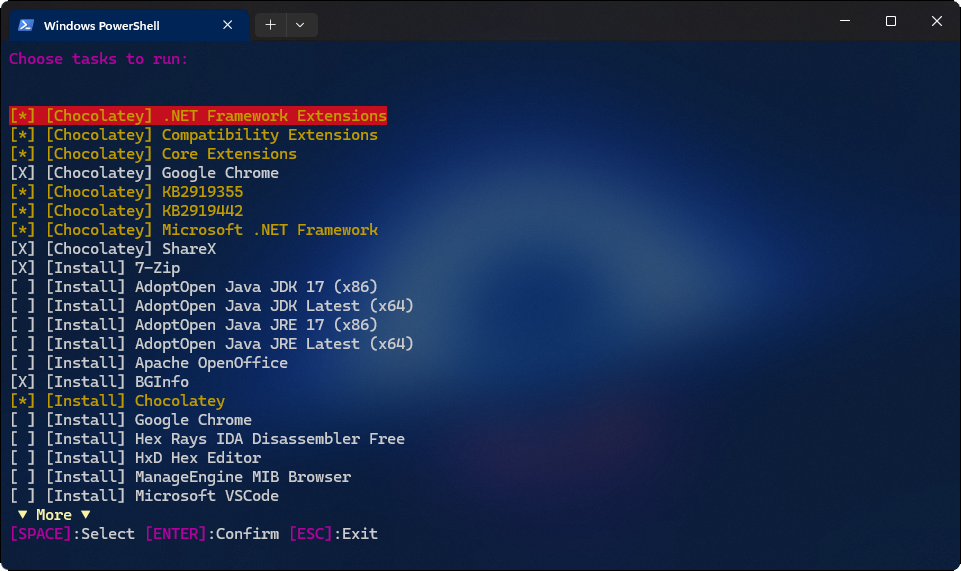 Windows PowerShell
Choose tasks to run:
[*] [Chocolatey] .NET Framework Extensions
[*] [Chocolatey] Compatibility Extensions
[*] [Chocolatey] Core Extensions
[X] [Chocolatey] Google Chrome
[*] [Chocolatey] KB2919355
[*] [Chocolatey] KB2919442
[*] [Chocolatey] Microsoft .NET Framework
[X] [Chocolatey] ShareX
[X] [Install] 7-Zip
[ ] [Install] AdoptOpen Java JDK 17 (x86)
[ ] [Install] AdoptOpen Java JDK Latest (x64)
[ ] [Install] AdoptOpen Java JRE 17 (x86)
[ ] [Install] AdoptOpen Java JRE Latest (x64)
[ ] [Install] Apache OpenOffice
[X] [Install] BGInfo
[*] [Install] Chocolatey
[ ] [Install] Google Chrome
[ ] [Install] Hex Rays IDA Disassembler Free
[ ] [Install] HxD Hex Editor
[ ] [Install] ManageEngine MIB Browser
[ ] [Install] Microsoft VSCode
▼ More ▼
[SPACE]:Select [ENTER]:Confirm [ESC]:Exit